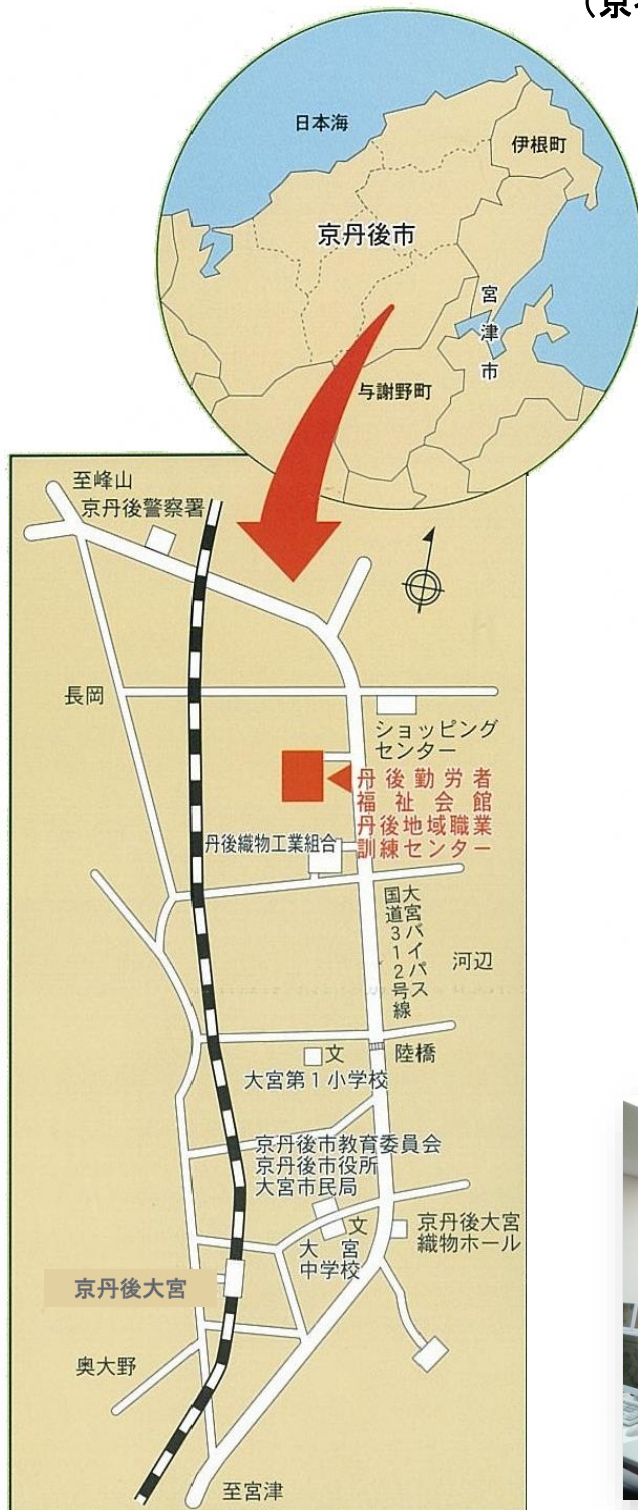 （京
日本海
伊根町
京丹後市
宮津市
与謝野町
至峰山
京丹後警察署
長岡
ショッピング
センター
丹後勤労者
福祉会館
丹後地域職業
訓練センター
丹後織物工業組合
大宮バイパス
国道312号線
河辺
文
陸橋
大宮第1小学校
京丹後市教育委員会
京丹後市役所
大宮市民局
文
大宮
中学校
京丹後大宮
織物ホール
京丹後大宮
奥大野
至宮津